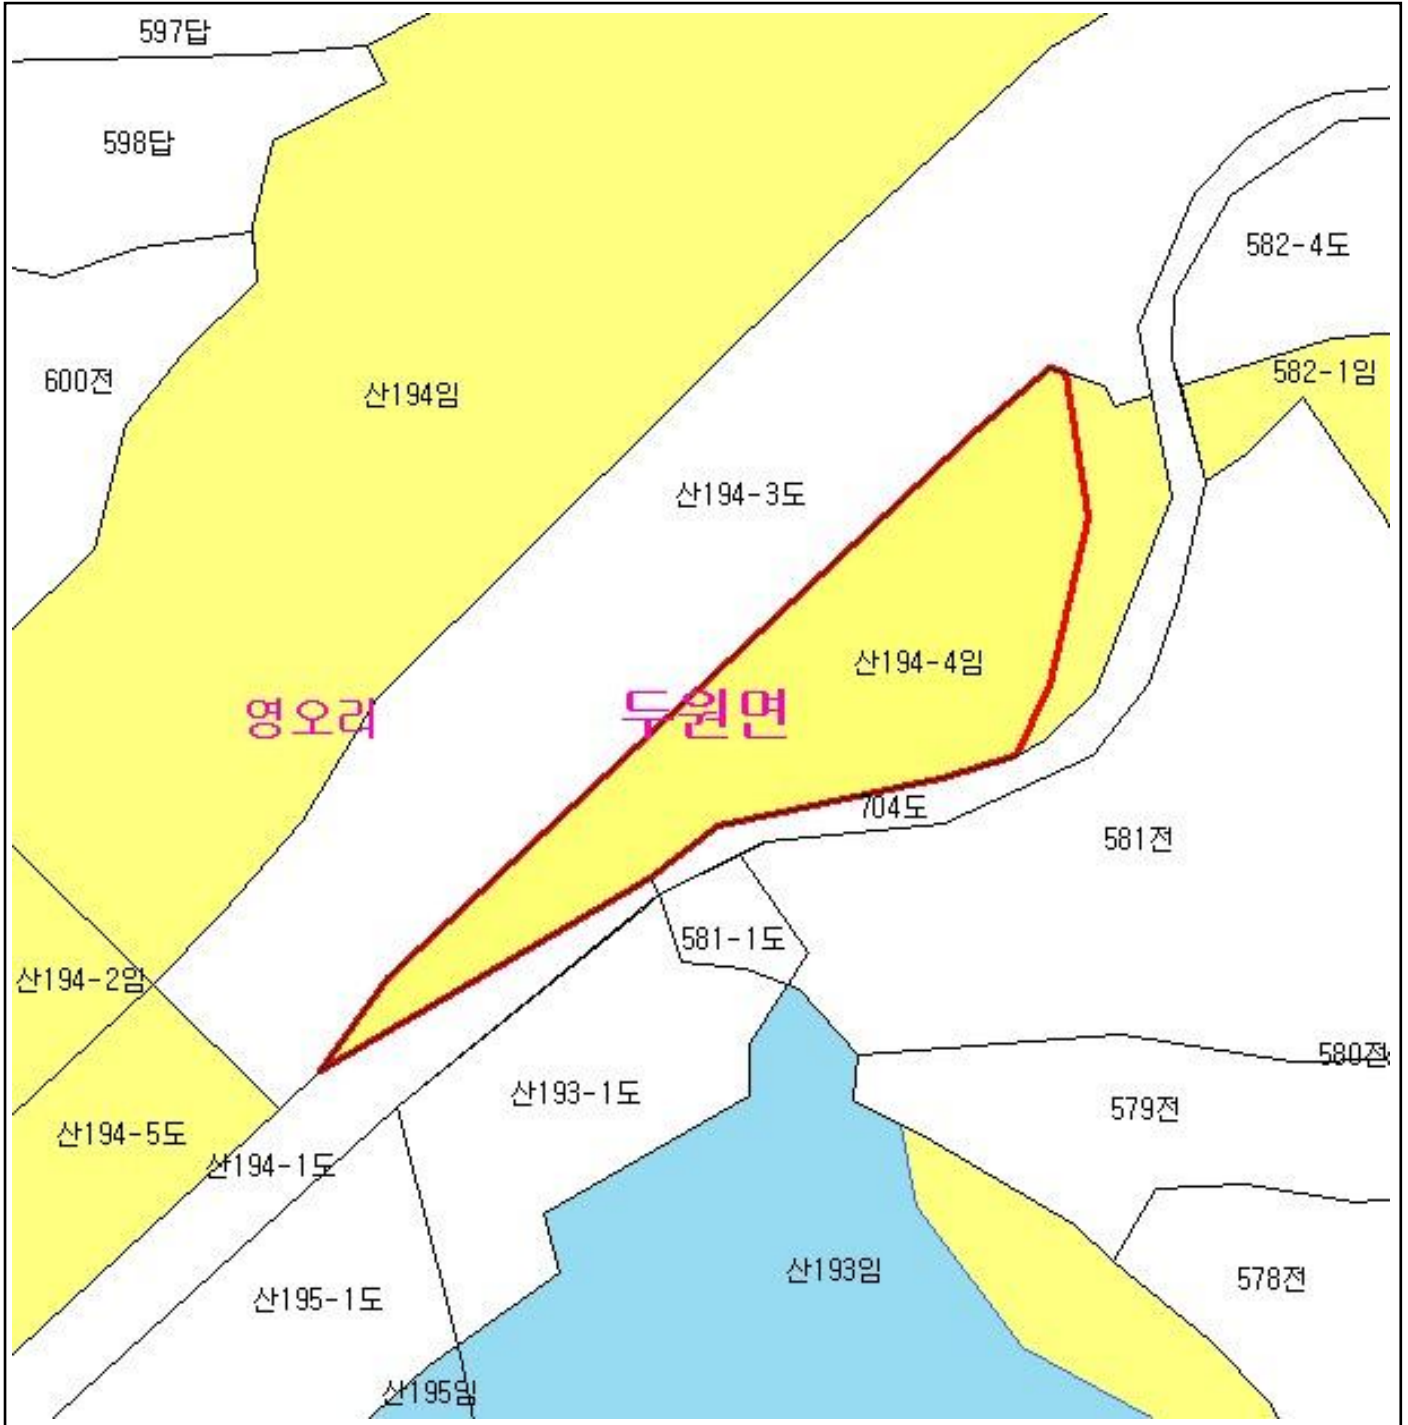 597답
598답
582-4도
582-1임
600전
산194임
산194-3도
산194-4임
영오리
두원면
704도
581전
581-1도
산194-2임
580전
산193-1도
579전
산194-5도
산194-1도
산193임
578전
산195-1도
산195임